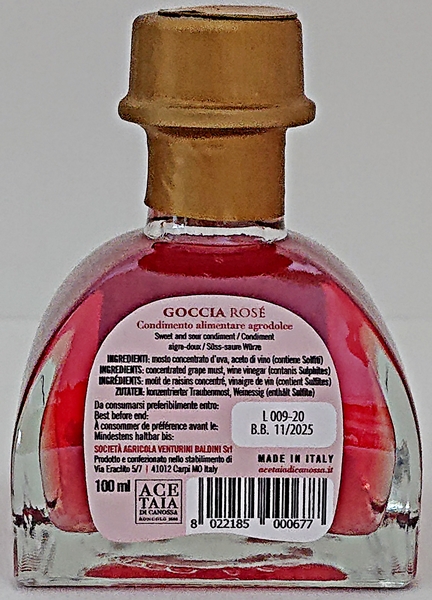 GOCCIA ROSÉ
Condimento alimentare agrodolce
Sweet and sour condiment / Condiment
aigre-doux / Süss-saure Würze
INGREDIENTI: mosto concentrato d'uva, aceto di vino (contiene Solfiti)
INGREDIENTS: concentrated grape must, wine vinegar (contanis Sulphites)
INGRÉDIENTS: moût de raisins concentré, vinaigre de vin (contient Sulfites)
ZUTATEN: konzentrierter Traubenmost, Weinessig (enthält Sulfite)
Da consumarsi preferibilmente entro:
Best before end:
À consommer de préférence avant le:
Mindestens haltbar bis:
L 009-20
B.B. 11/2025
SOCIETÀ AGRICOLA VENTURINI BALDINI Srl
Prodotto e confezionato nello stabilimento di
Via Eraclito 5/7 | 41012 Carpi MO Italy
MADE IN ITALY
acetaiadicanossa.it
100 ml
ACE
TAIA
DI CANOSSA
8 022185 000677